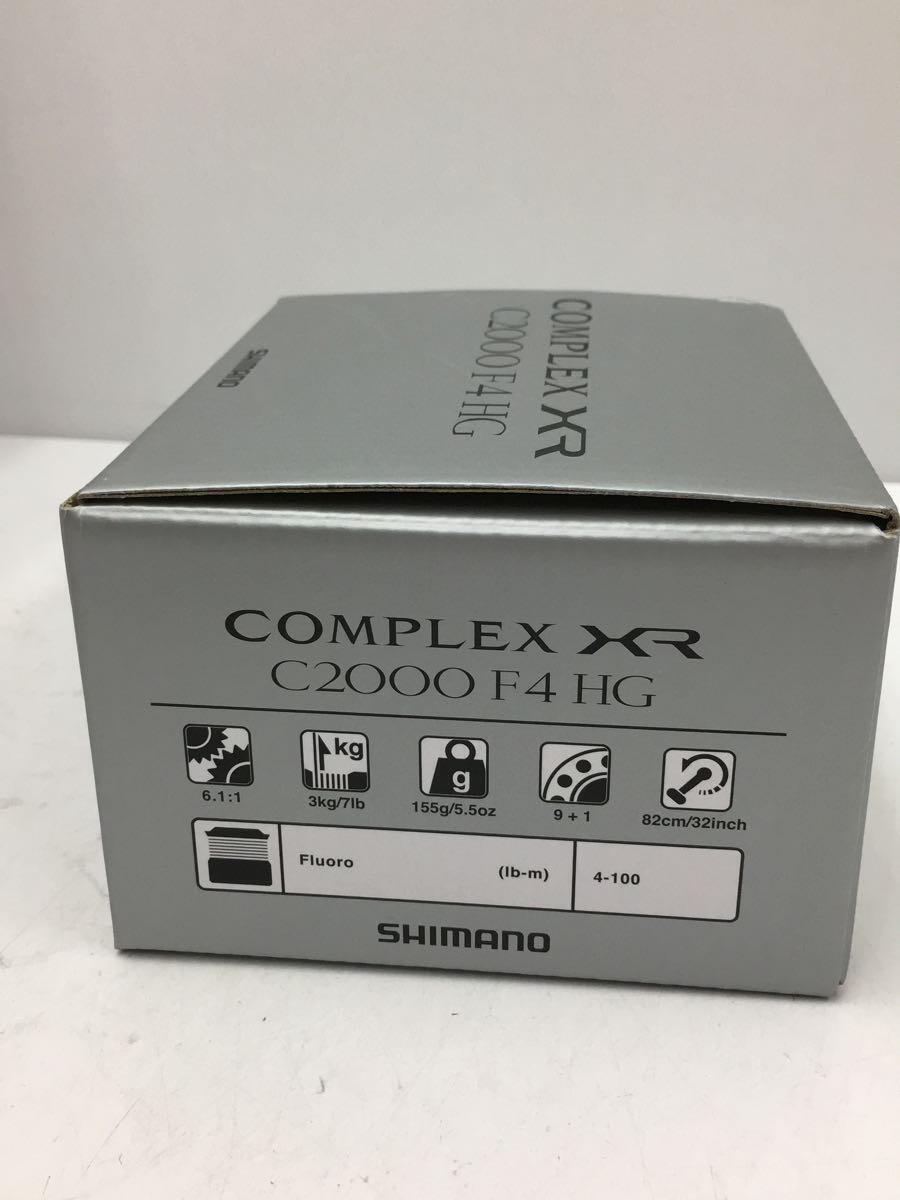 COMPLEX XR
C2000 F4 HG
SHIMANO
COMPLEX XR
C2000 F4 HG
kg
g
6.1:1
3kg/7lb
155g/5.5oz
9 + 1
82cm/32inch
Fluoro (lb-m) 4-100
SHIMANO